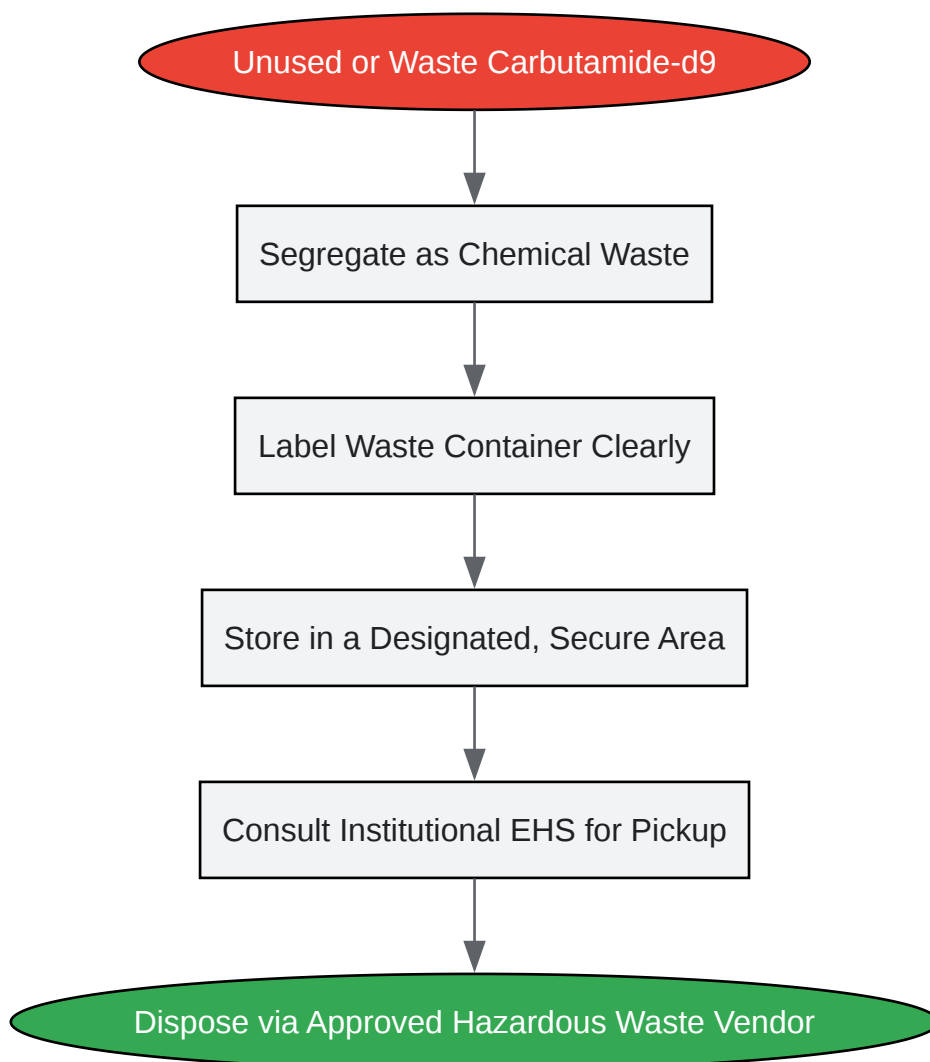 Unused or Waste Carbutamide-d9
Segregate as Chemical Waste
Label Waste Container Clearly
Store in a Designated, Secure Area
Consult Institutional EHS for Pickup
Dispose via Approved Hazardous Waste Vendor